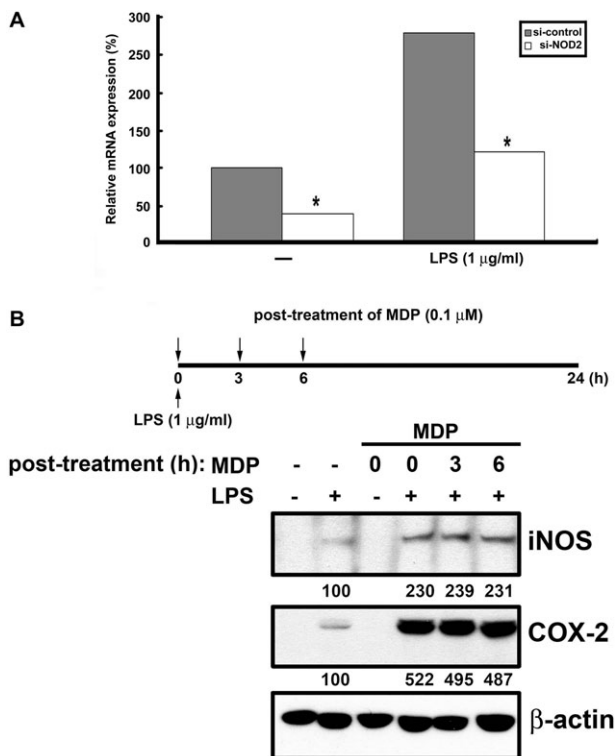 A
Relative mRNA expression (%)
300
250
200
150
100
50
0
si-control
si-NOD2
*
*
—
LPS (1 μg/ml)
B
post-treatment of MDP (0.1 μM)
0 3 6 24 (h)
LPS (1 μg/ml)
MDP
post-treatment (h): MDP - - 0 0 3 6
LPS - + - + + +
iNOS
100 230 239 231
COX-2
100 522 495 487
β-actin